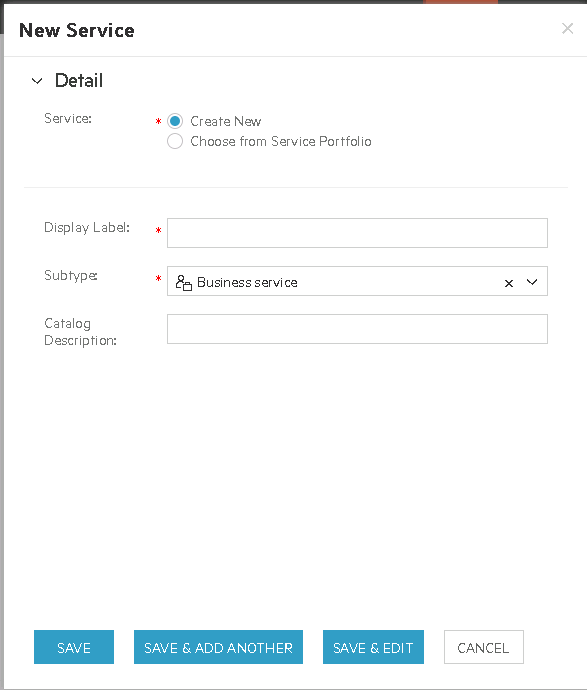 New Service
Detail
Service:
* Create New
Choose from Service Portfolio
Display Label: *
Subtype: * Business service
Catalog
Description:
SAVE SAVE & ADD ANOTHER SAVE & EDIT CANCEL